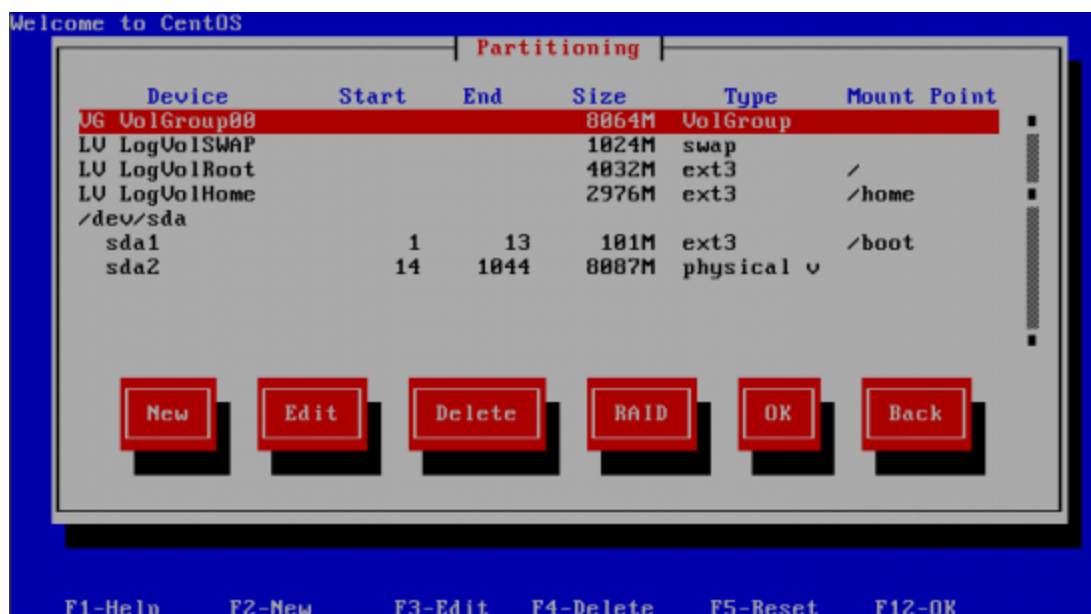 Welcome to CentOS
Partitioning
Device Start End Size Type Mount Point
VG VolGroup00 8064M VolGroup
LV LogVolSWAP 1024M swap
LV LogVolRoot 4032M ext3 /
LV LogVolHome 2976M ext3 /home
/dev/sda
sda1 1 13 101M ext3 /boot
sda2 14 1044 8087M physical v
New Edit Delete RAID OK Back
F1-Help F2-New F3-Edit F4-Delete F5-Reset F12-OK